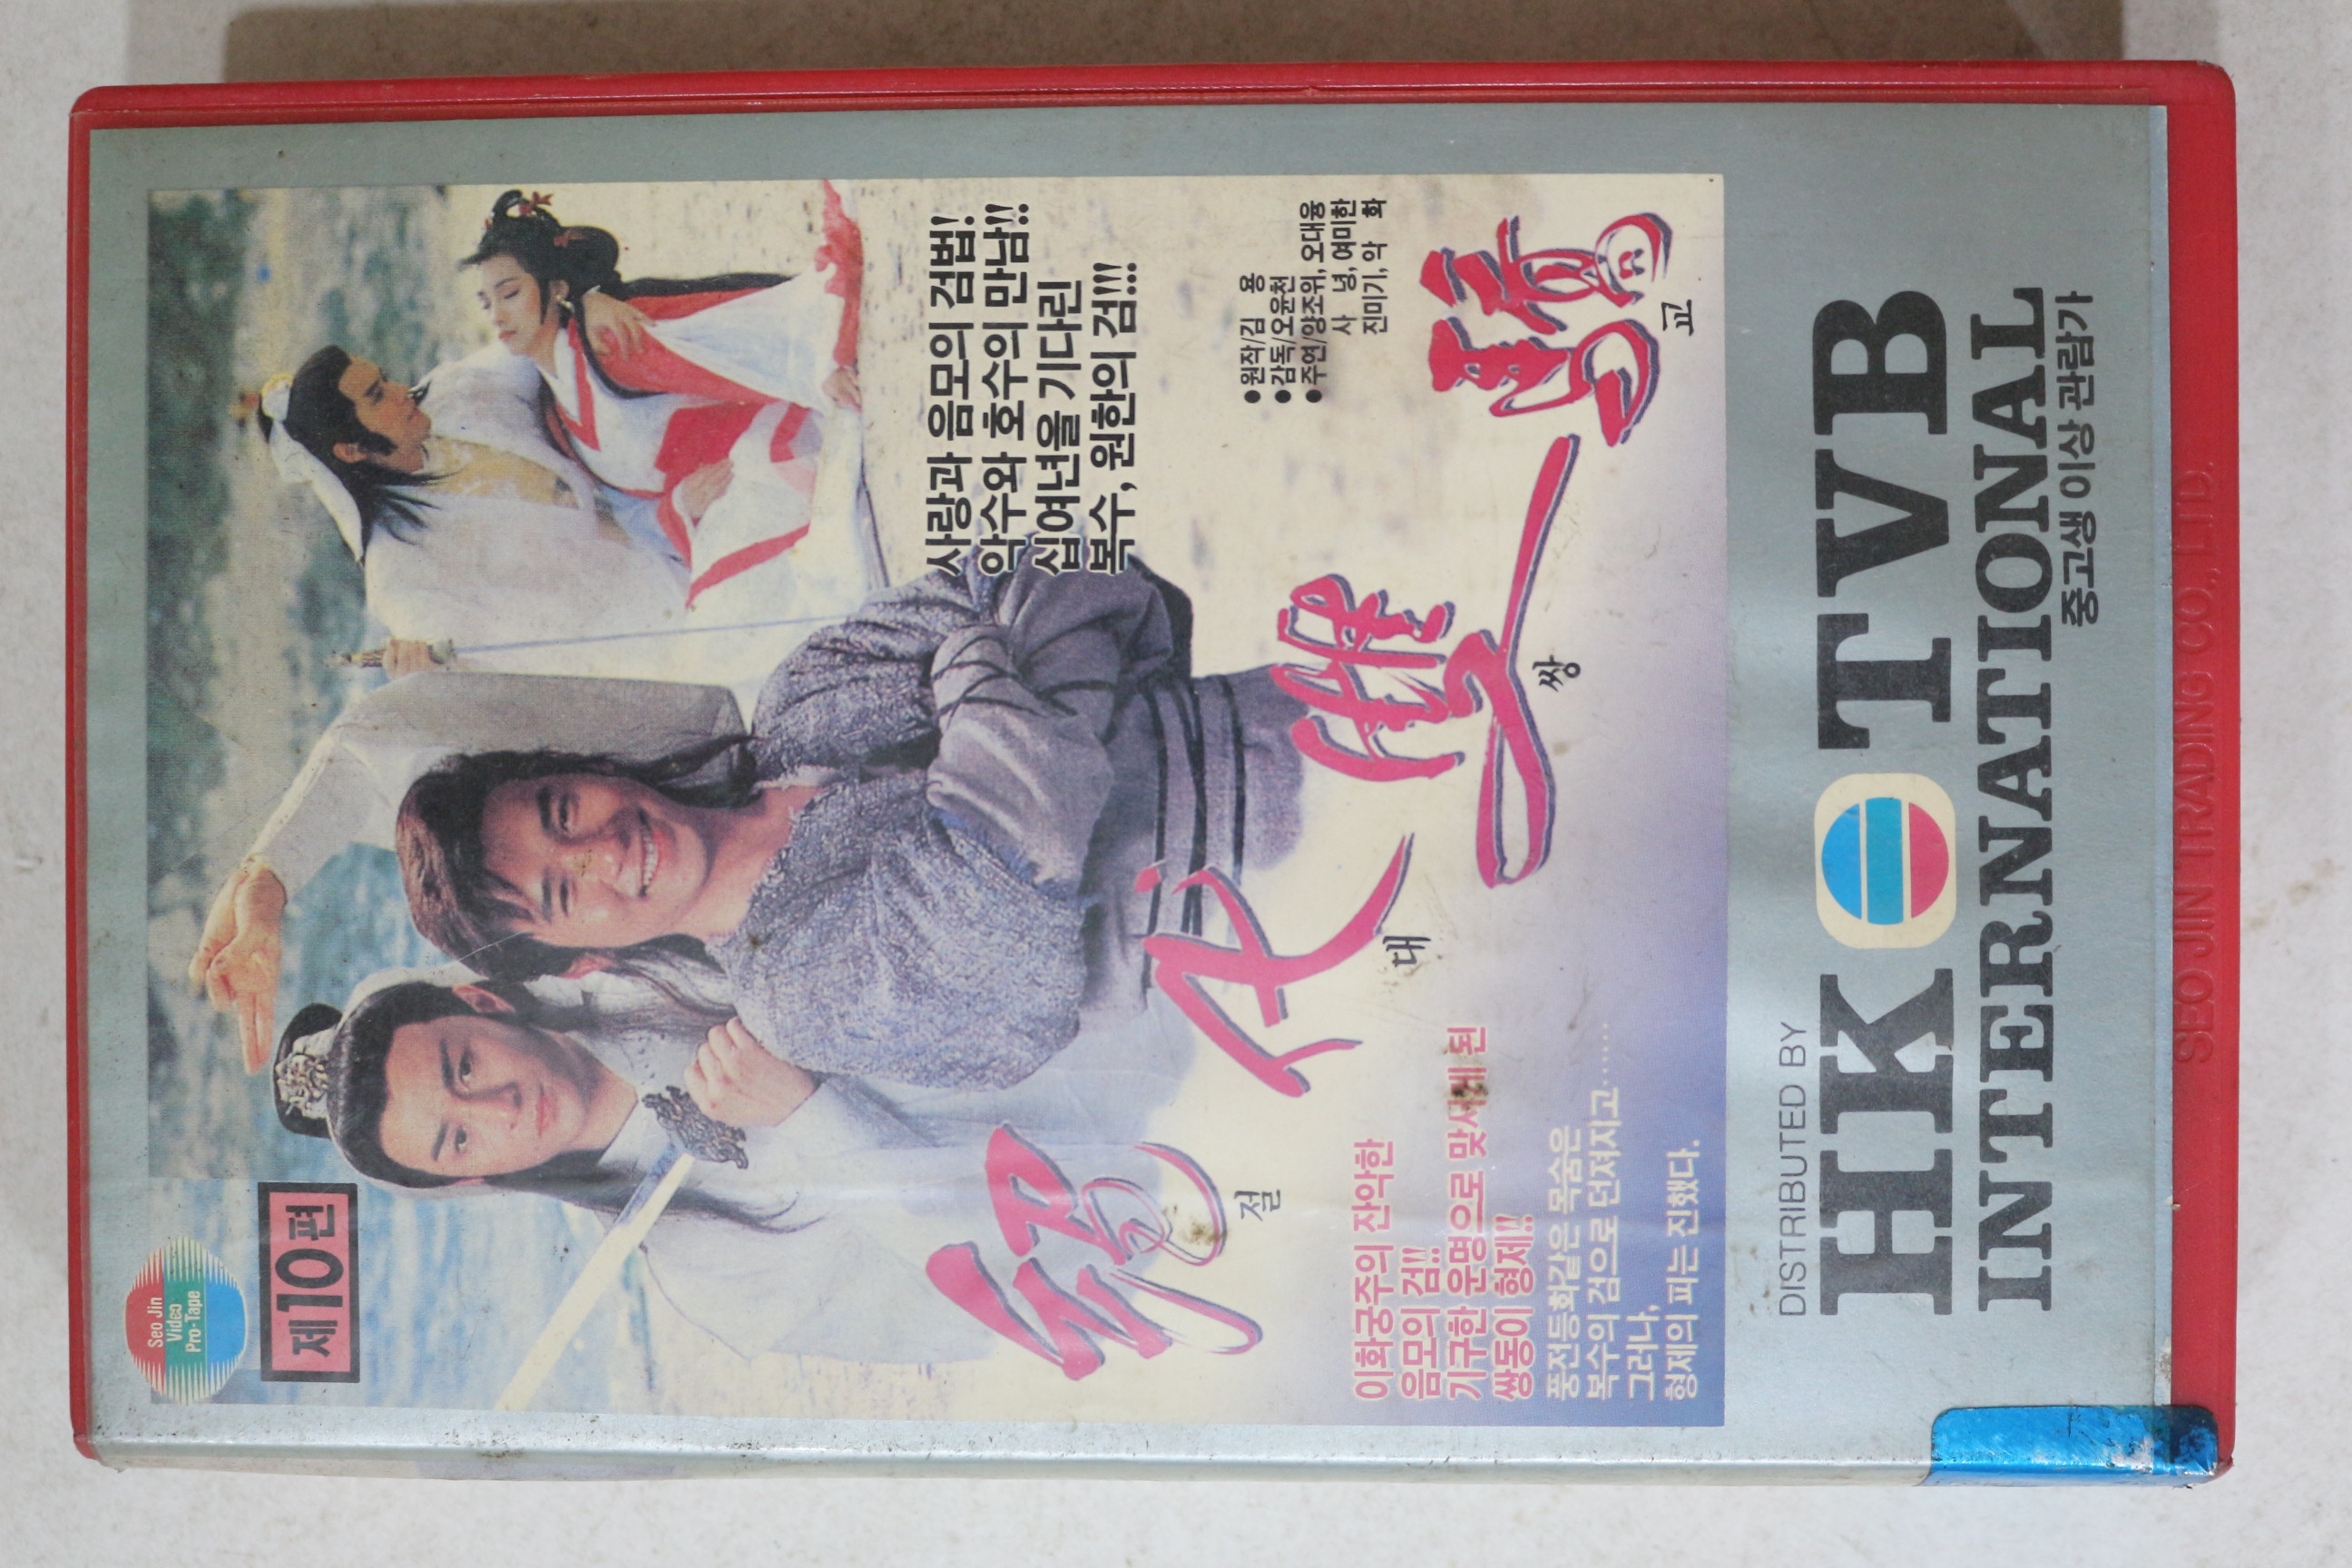 Seo Jin
Video
Pro·Tape
제10편
사랑과 음모의 검법!
악수와 호수의 만남!!
십여년을 기다린
복수, 원한의 검!!!
●원작/김 용
●감독/오윤천
●주연/양조위, 오대융
사 녕, 여미한
진미기, 악 화
絕代雙驕
절 대 쌍 교
이화궁주의 잔악한
음모의 검!!
기구한 운명으로 맞서게 된
쌍동이 형제!!
풍전등화같은 목숨은
복수의 검으로 던져지고……
그러나,
형제의 피는 진했다.
DISTRIBUTED BY
HK TVB
INTERNATIONAL
중고생 이상 관람가
SEO JIN TRADING CO., LTD.